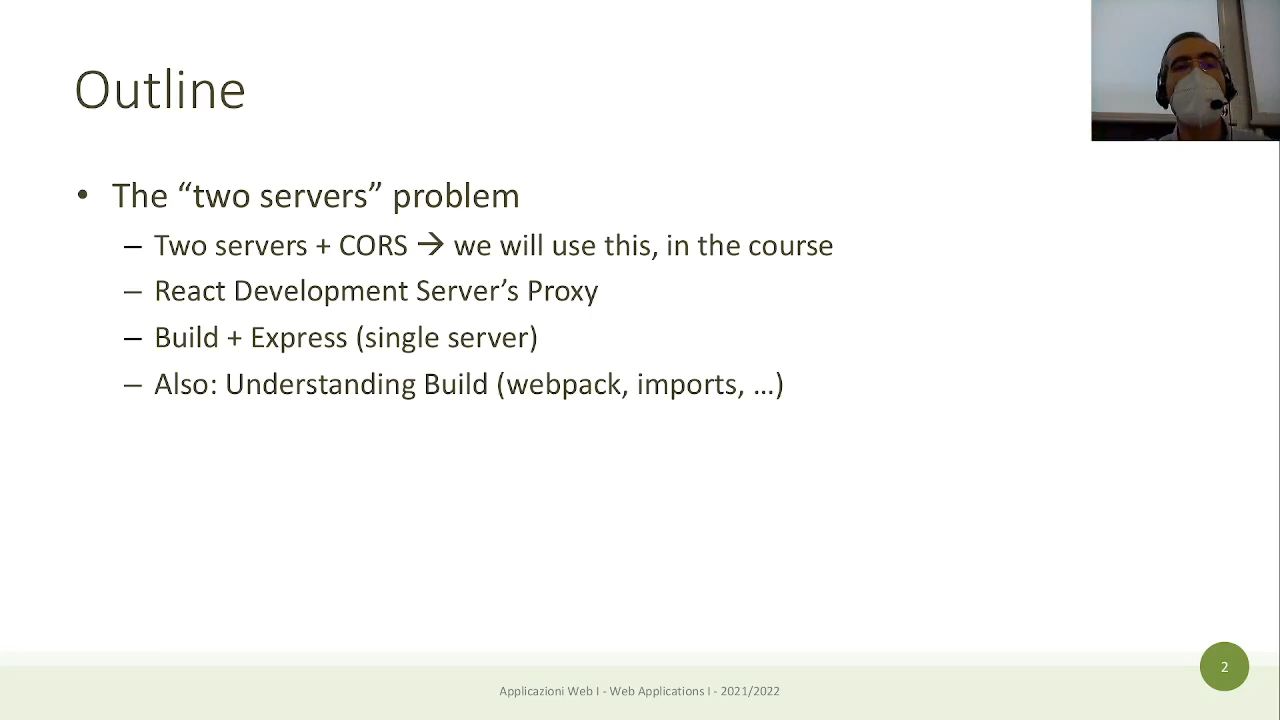 Outline
• The “two servers” problem
– Two servers + CORS → we will use this, in the course
– React Development Server’s Proxy
– Build + Express (single server)
– Also: Understanding Build (webpack, imports, …)
2
Applicazioni Web I - Web Applications I - 2021/2022